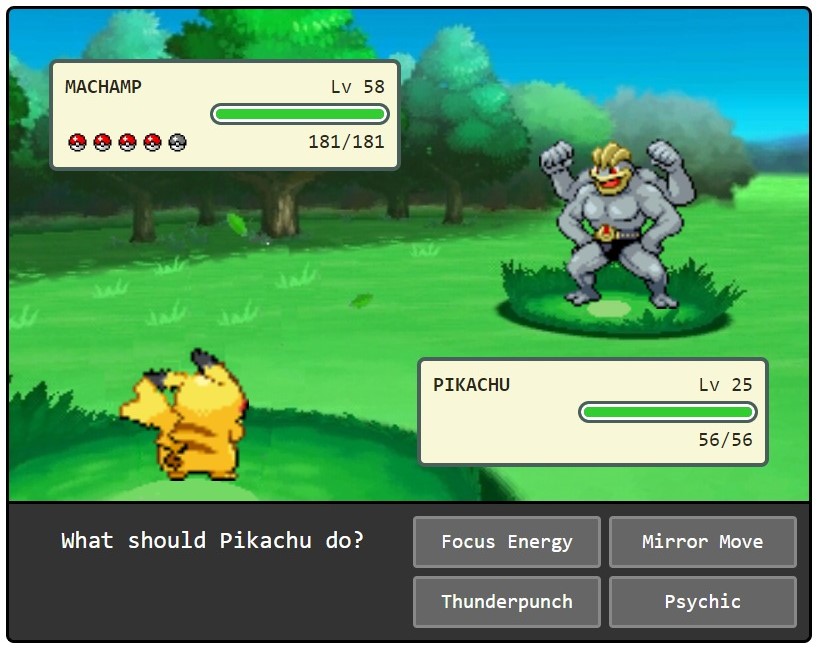 MACHAMP Lv 58
181/181
PIKACHU Lv 25
56/56
What should Pikachu do?
Focus Energy Mirror Move
Thunderpunch Psychic